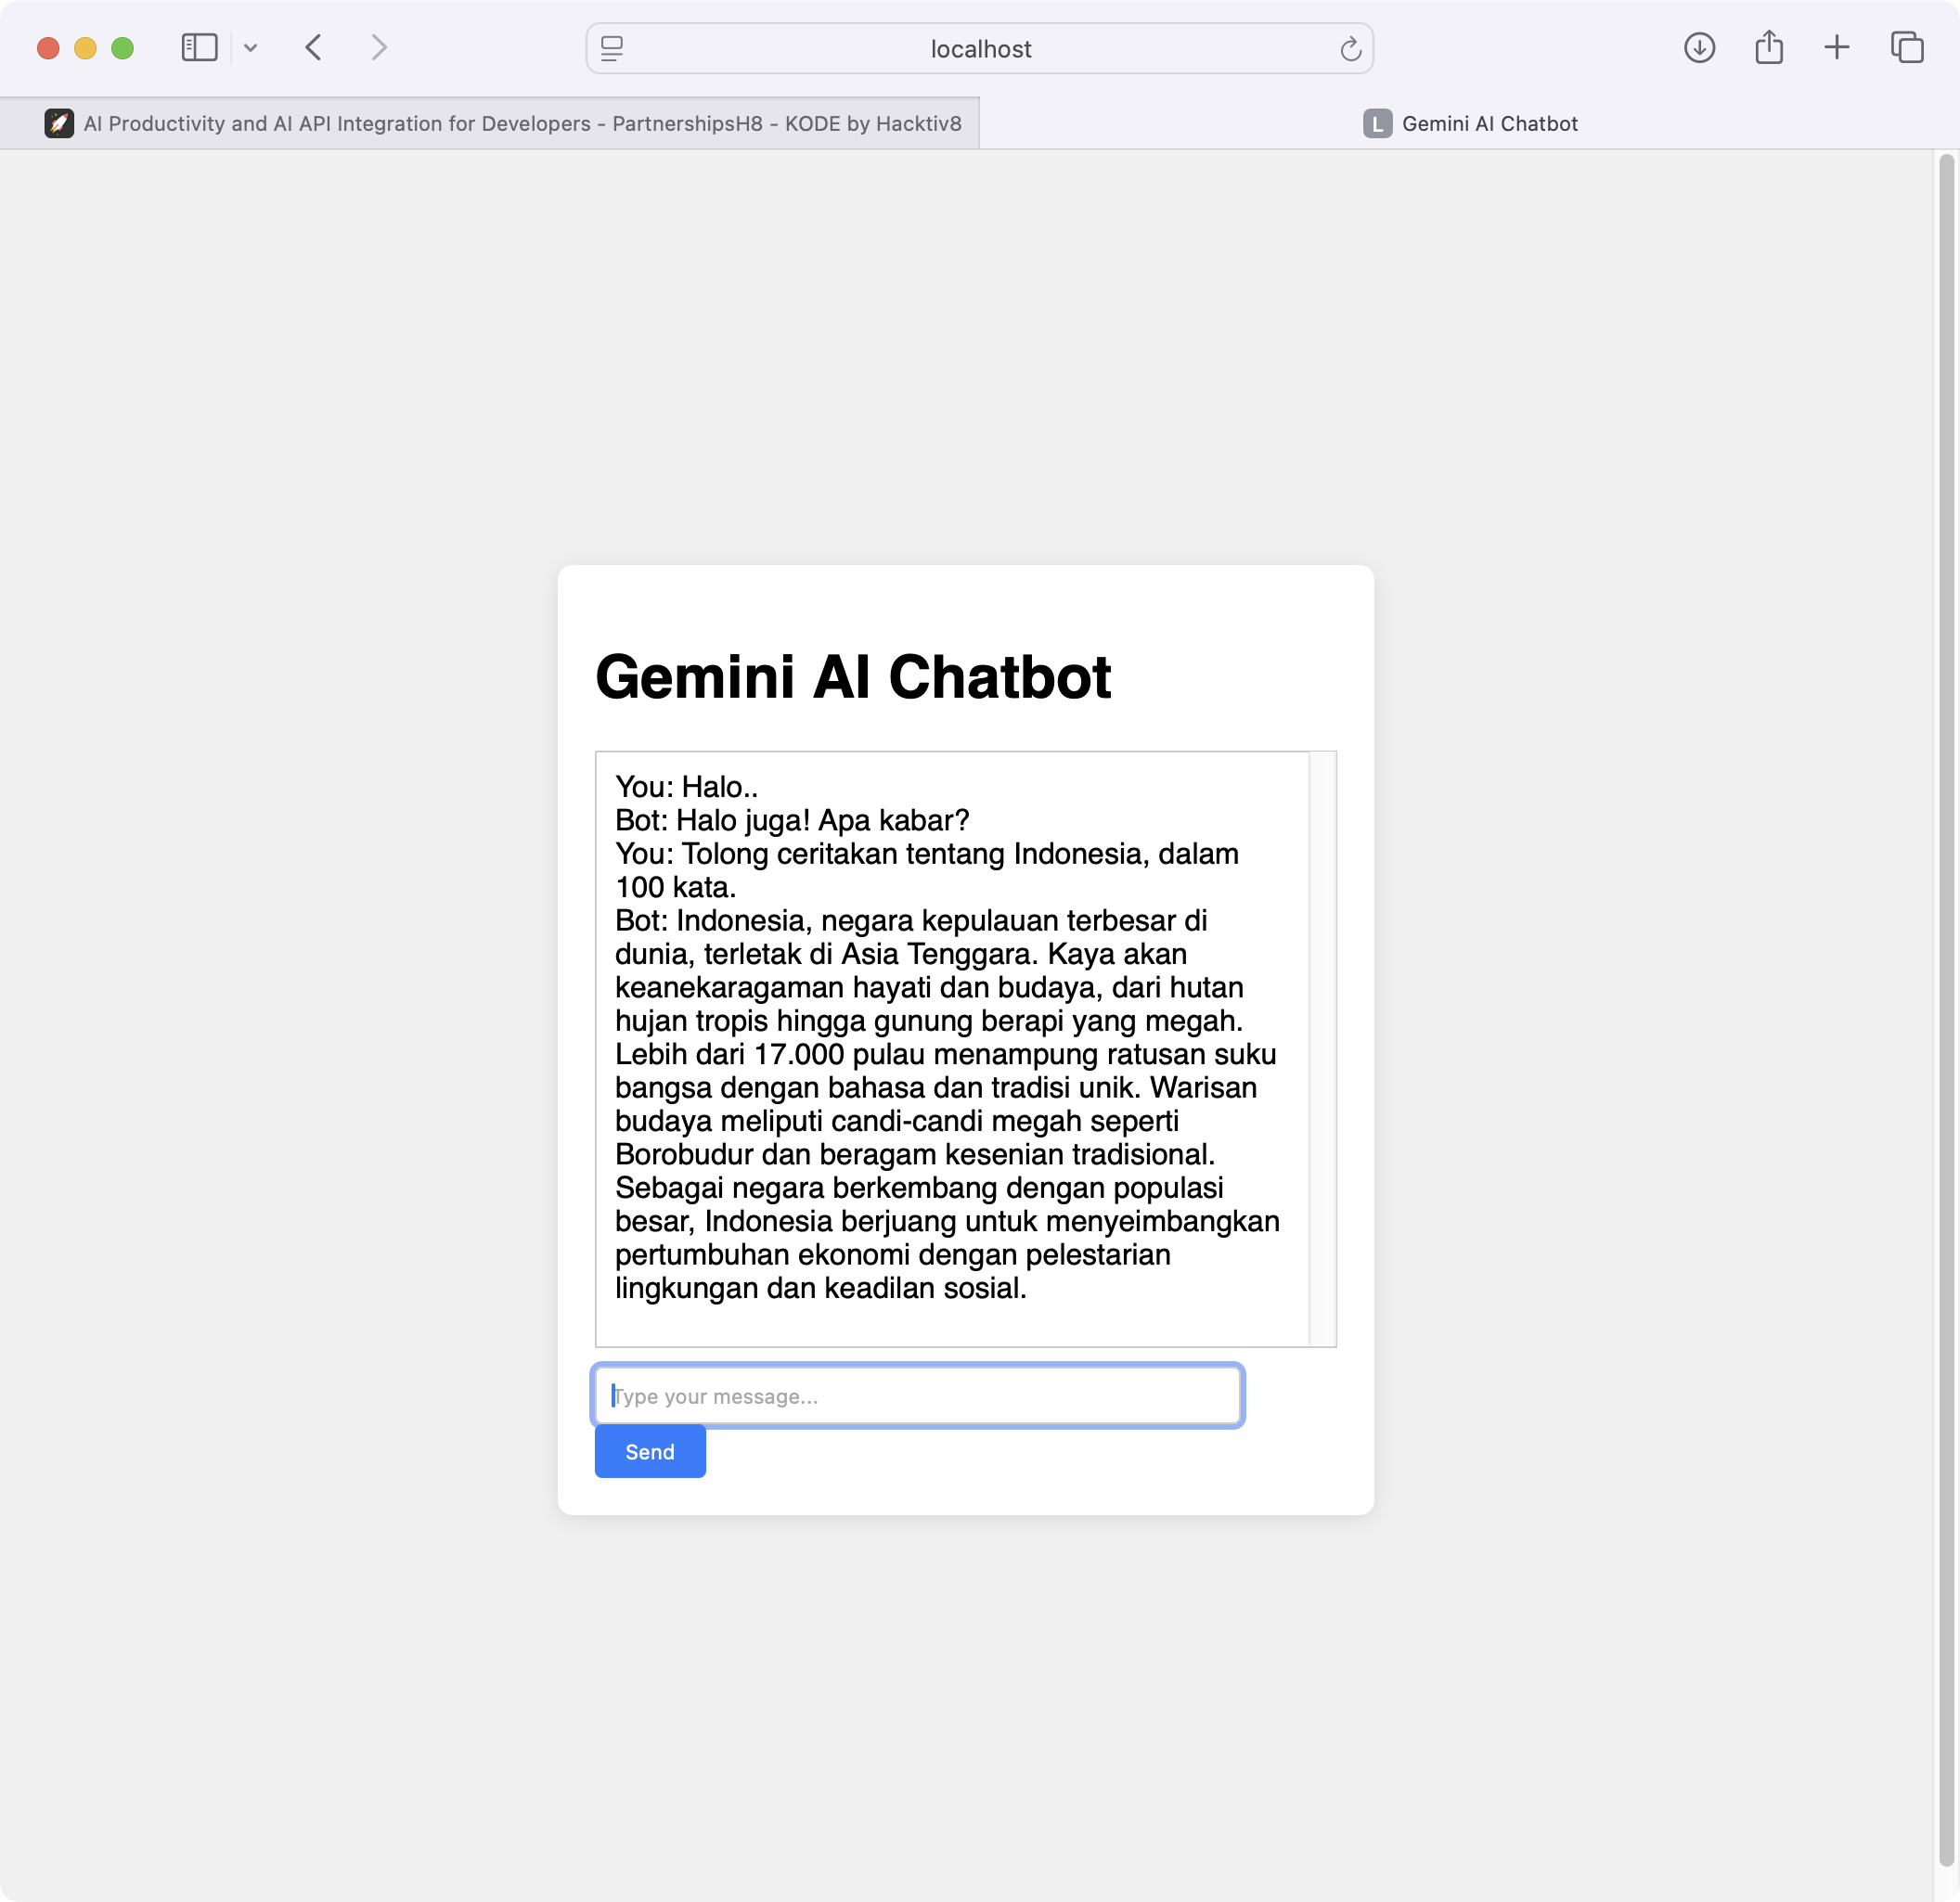 localhost
AI Productivity and AI API Integration for Developers - PartnershipsH8 - KODE by Hacktiv8
L Gemini AI Chatbot
Gemini AI Chatbot
You: Halo..
Bot: Halo juga! Apa kabar?
You: Tolong ceritakan tentang Indonesia, dalam
100 kata.
Bot: Indonesia, negara kepulauan terbesar di
dunia, terletak di Asia Tenggara. Kaya akan
keanekaragaman hayati dan budaya, dari hutan
hujan tropis hingga gunung berapi yang megah.
Lebih dari 17.000 pulau menampung ratusan suku
bangsa dengan bahasa dan tradisi unik. Warisan
budaya meliputi candi-candi megah seperti
Borobudur dan beragam kesenian tradisional.
Sebagai negara berkembang dengan populasi
besar, Indonesia berjuang untuk menyeimbangkan
pertumbuhan ekonomi dengan pelestarian
lingkungan dan keadilan sosial.
Type your message...
Send